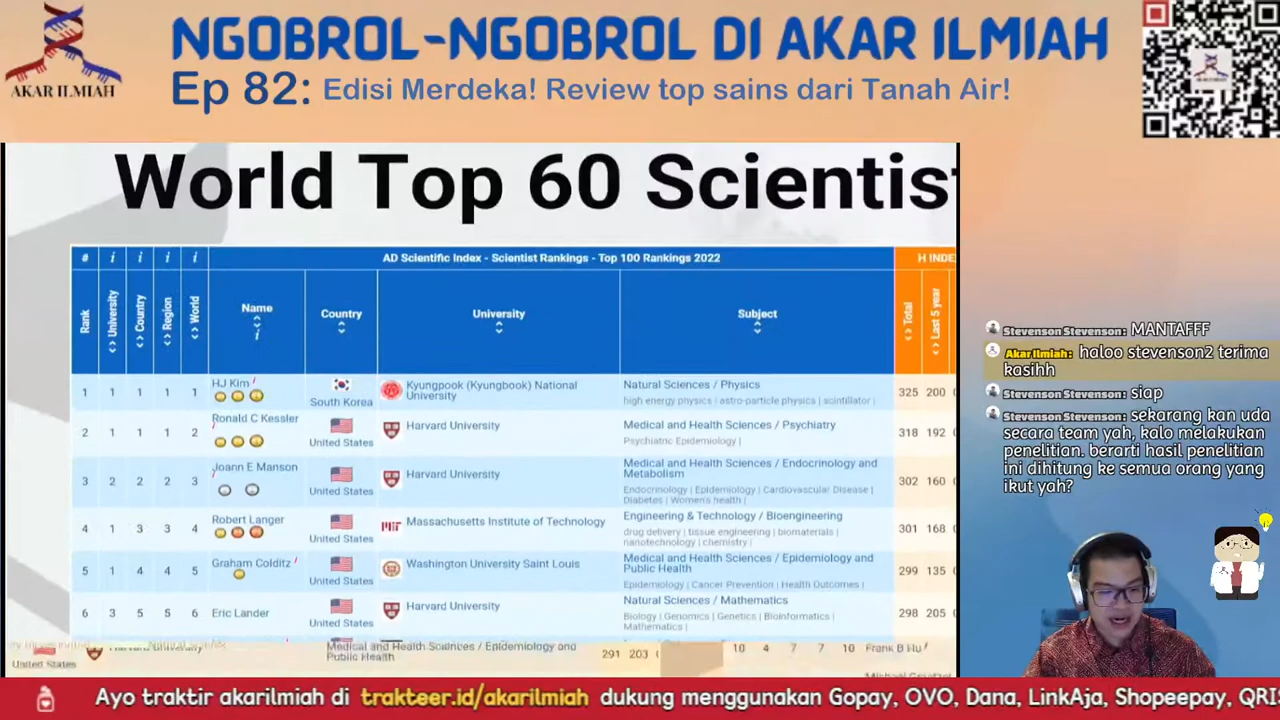 NGOBROL-NGOBROL DI AKAR ILMIAH
AKAR ILMIAH
Ep 82: Edisi Merdeka! Review top sains dari Tanah Air!
World Top 60 Scientis
# i i i i AD Scientific Index - Scientist Rankings - Top 100 Rankings 2022 H INDE
Rank <> University <> Country <> Region <> World Name i Country University Subject <> Total <> Last 5 year
1 1 1 1 1 HJ Kim South Korea Kyungpook (Kyungbook) National University Natural Sciences / Physics
high energy physics | astro-particle physics | scintillator | 325 200
2 1 1 1 2 Ronald C Kessler United States Harvard University Medical and Health Sciences / Psychiatry
Psychiatric Epidemiology | 318 192
3 2 2 2 3 Joann E Manson United States Harvard University Medical and Health Sciences / Endocrinology and Metabolism
Endocrinology | Epidemiology | Cardiovascular Disease | Diabetes | Women's health | 302 160
4 1 3 3 4 Robert Langer United States Massachusetts Institute of Technology Engineering & Technology / Bioengineering
drug delivery | tissue engineering | biomaterials | nanotechnology | chemistry | 301 168
5 1 4 4 5 Graham Colditz United States Washington University Saint Louis Medical and Health Sciences / Epidemiology and Public Health
Epidemiology | Cancer Prevention | Health Outcomes | 299 135
6 3 5 5 6 Eric Lander United States Harvard University Natural Sciences / Mathematics
Biology | Genomics | Genetics | Bioinformatics | Mathematics | 298 205
United States Harvard University Medical and Health Sciences / Epidemiology and Public Health 291 203 10 4 7 7 10 Frank B Hu
Stevenson Stevenson: MANTAFFF
Akar Ilmiah: haloo stevenson2 terima
kasihh
Stevenson Stevenson: siap
Stevenson Stevenson: sekarang kan uda
secara team yah, kalo melakukan
penelitian. berarti hasil penelitian
ini dihitung ke semua orang yang
ikut yah?
Ayo traktir akarilmiah di trakteer.id/akarilmiah dukung menggunakan Gopay, OVO, Dana, LinkAja, Shopeepay, QRIS